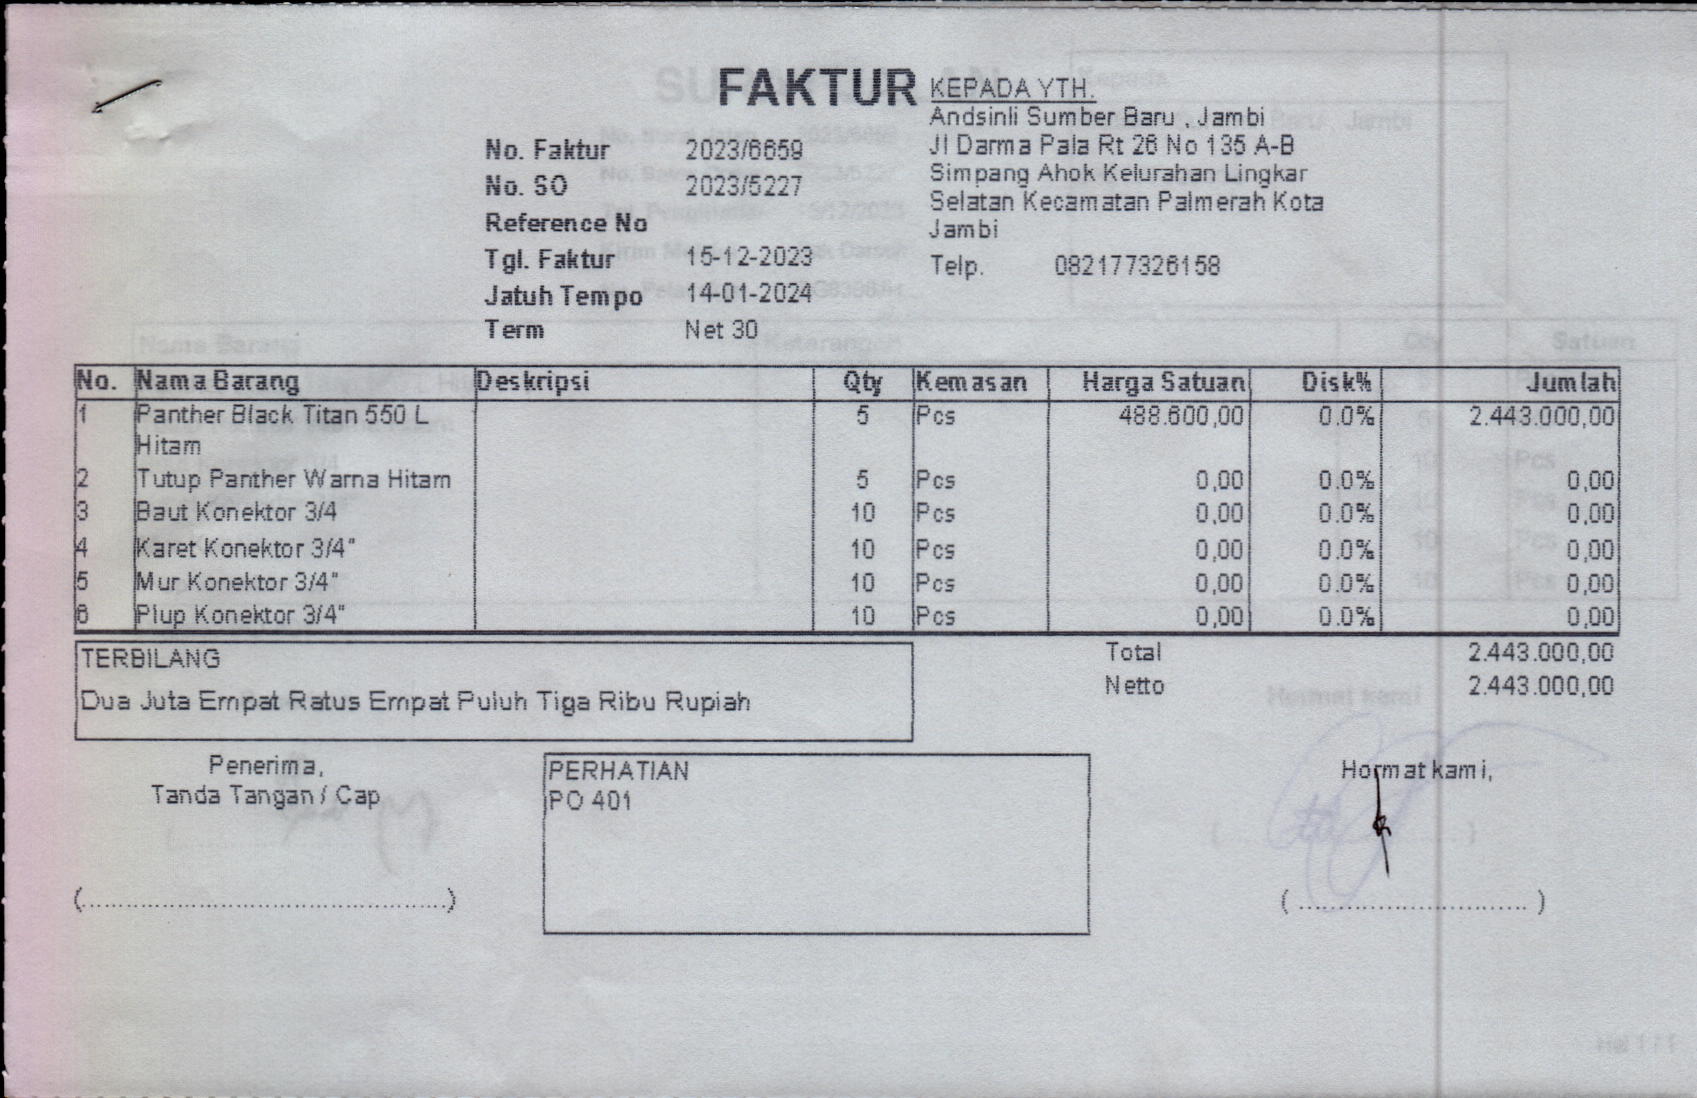 FAKTUR
No. Faktur 2023/6659
No. SO 2023/5227
Reference No
Tgl. Faktur 15-12-2023
Jatuh Tempo 14-01-2024
Term Net 30
KEPADA YTH.
Andsinli Sumber Baru , Jambi
Jl Darma Pala Rt 26 No 135 A-B
Simpang Ahok Kelurahan Lingkar
Selatan Kecamatan Palmerah Kota
Jambi
Telp. 082177326158
No. Nama Barang Deskripsi Qty Kemasan Harga Satuan Disk% Jumlah
1 Panther Black Titan 550 L 5 Pcs 488.600,00 0.0% 2.443.000,00
Hitam
2 Tutup Panther Warna Hitam 5 Pcs 0,00 0.0% 0,00
3 Baut Konektor 3/4 10 Pcs 0,00 0.0% 0,00
4 Karet Konektor 3/4" 10 Pcs 0,00 0.0% 0,00
5 Mur Konektor 3/4" 10 Pcs 0,00 0.0% 0,00
6 Plup Konektor 3/4" 10 Pcs 0,00 0.0% 0,00
TERBILANG
Dua Juta Empat Ratus Empat Puluh Tiga Ribu Rupiah
Total 2.443.000,00
Netto 2.443.000,00
Penerima,
Tanda Tangan / Cap
(..............................................)
PERHATIAN
PO 401
Hormat kami,
( ............................. )